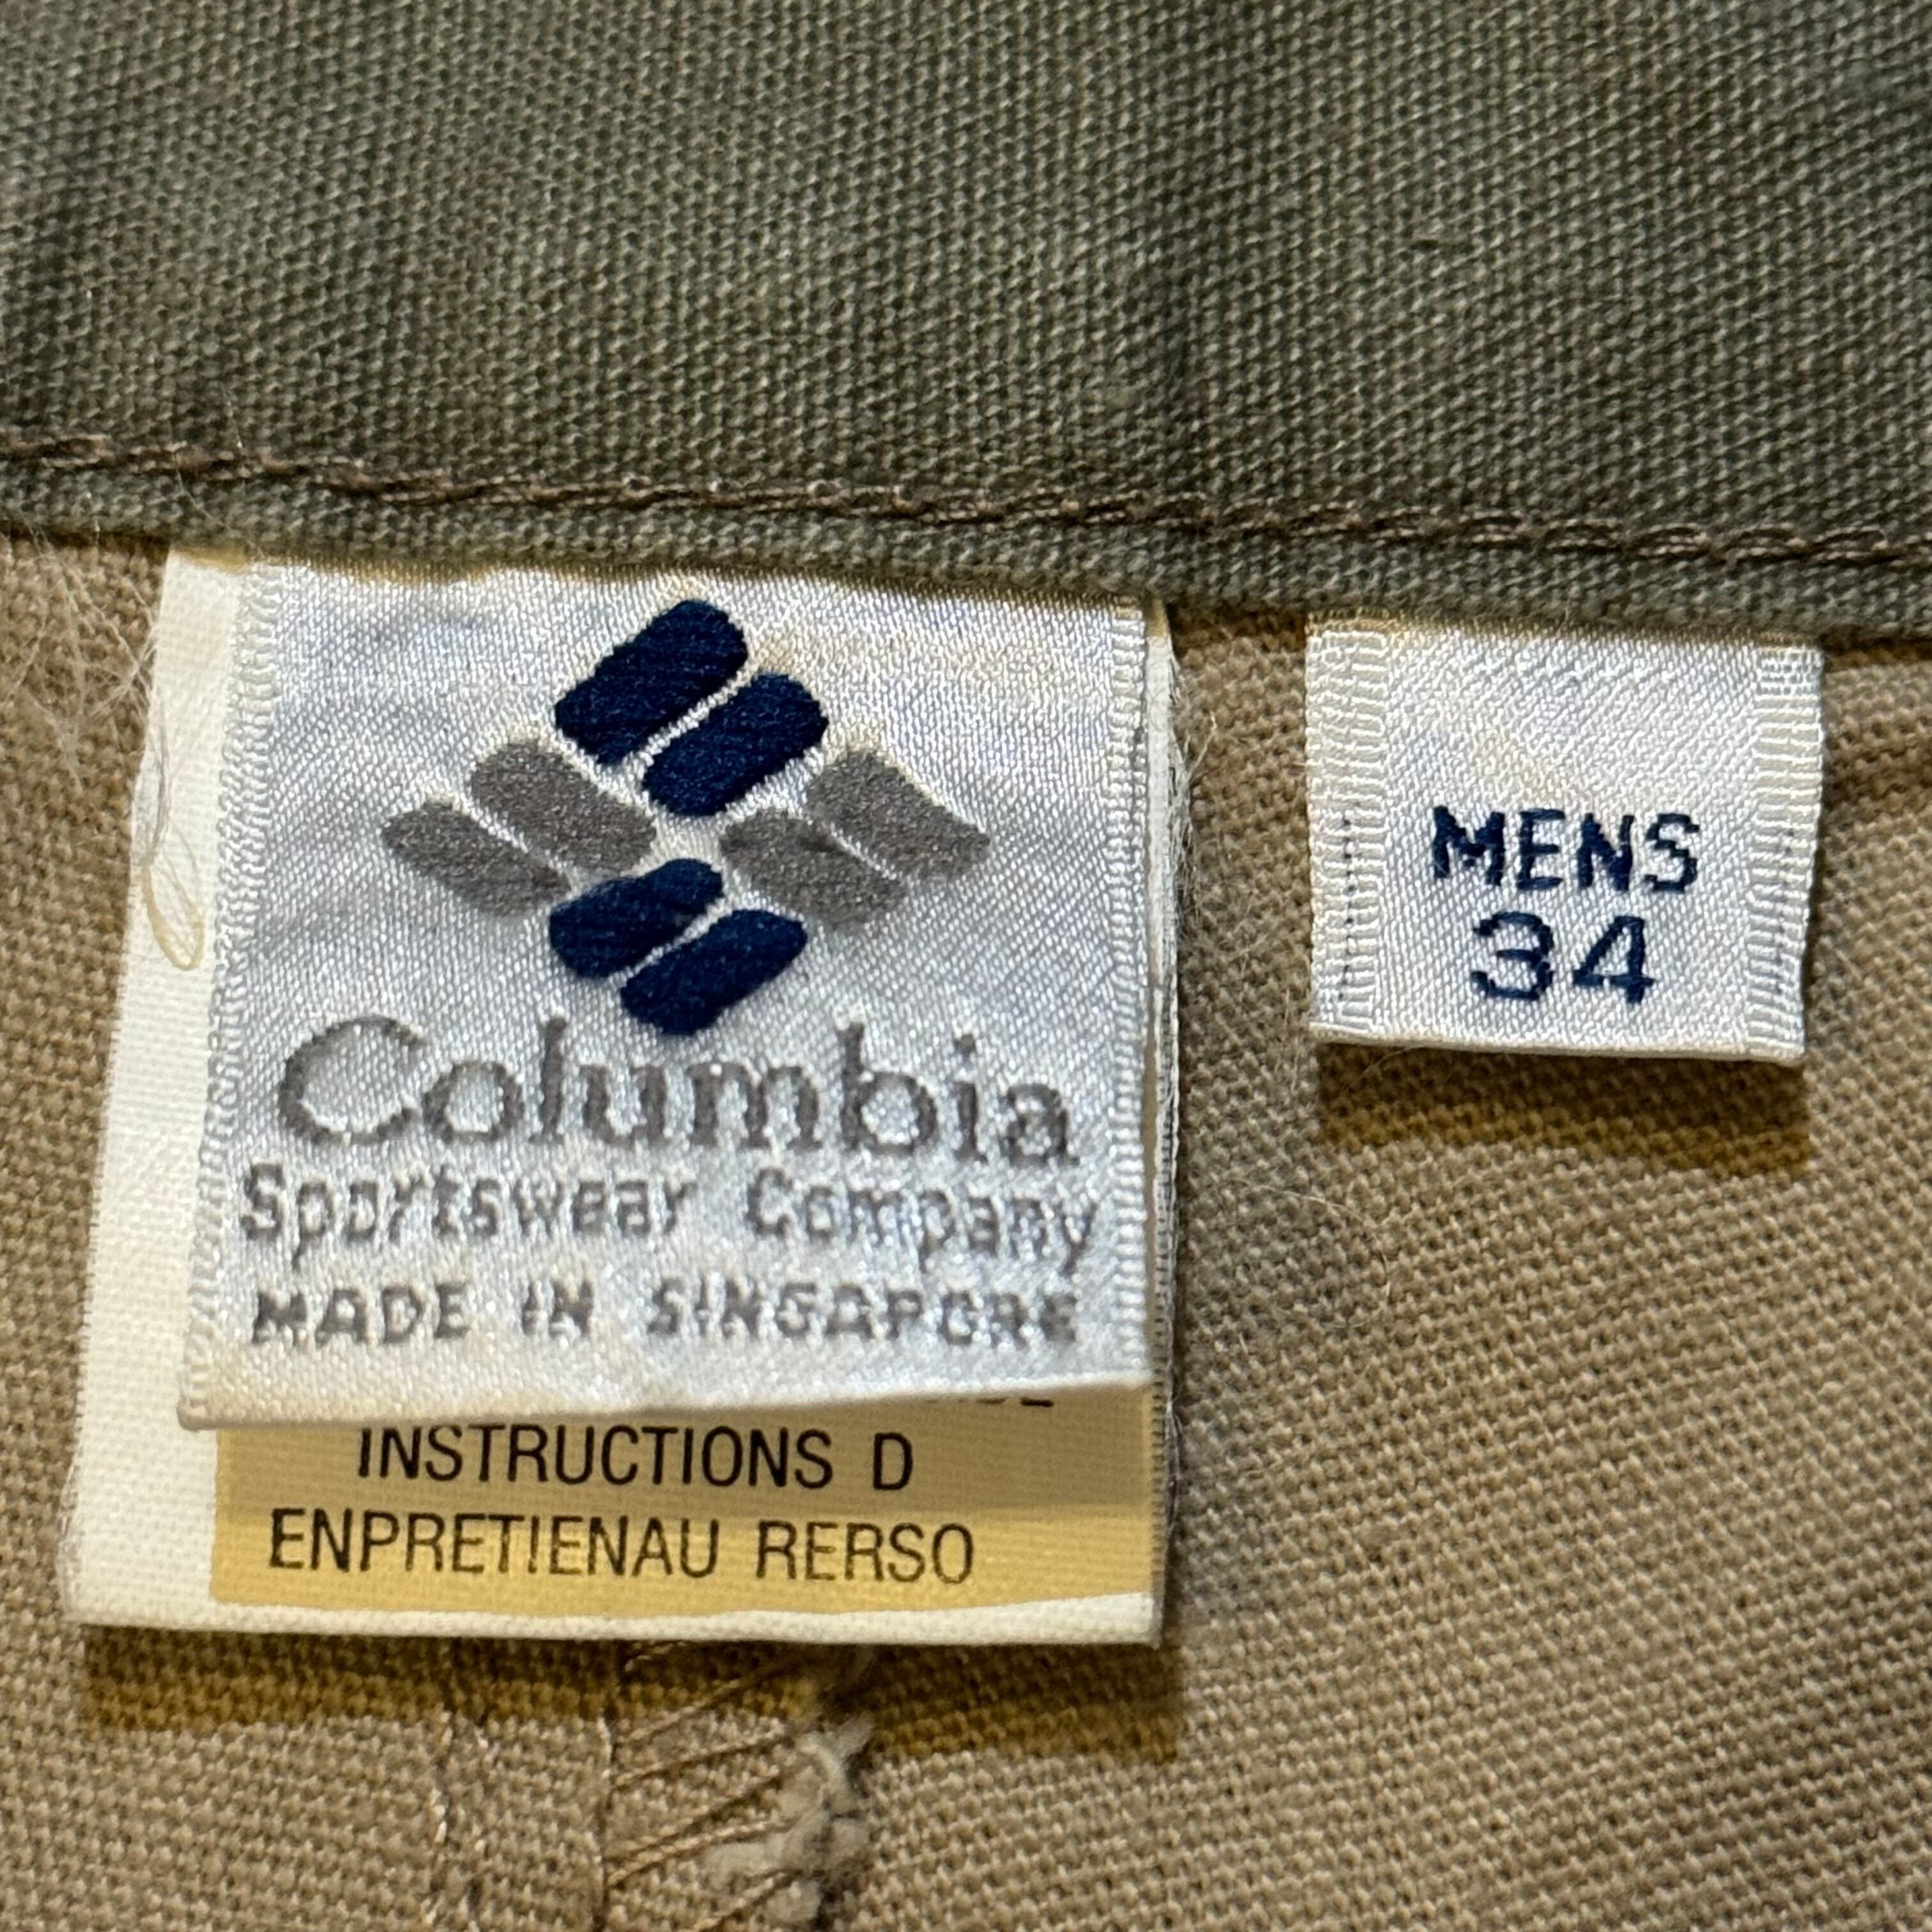 Columbia
Sportswear Company
MADE IN SINGAPORE
MENS
34
INSTRUCTIONS D
ENPRETIENAU RERSO